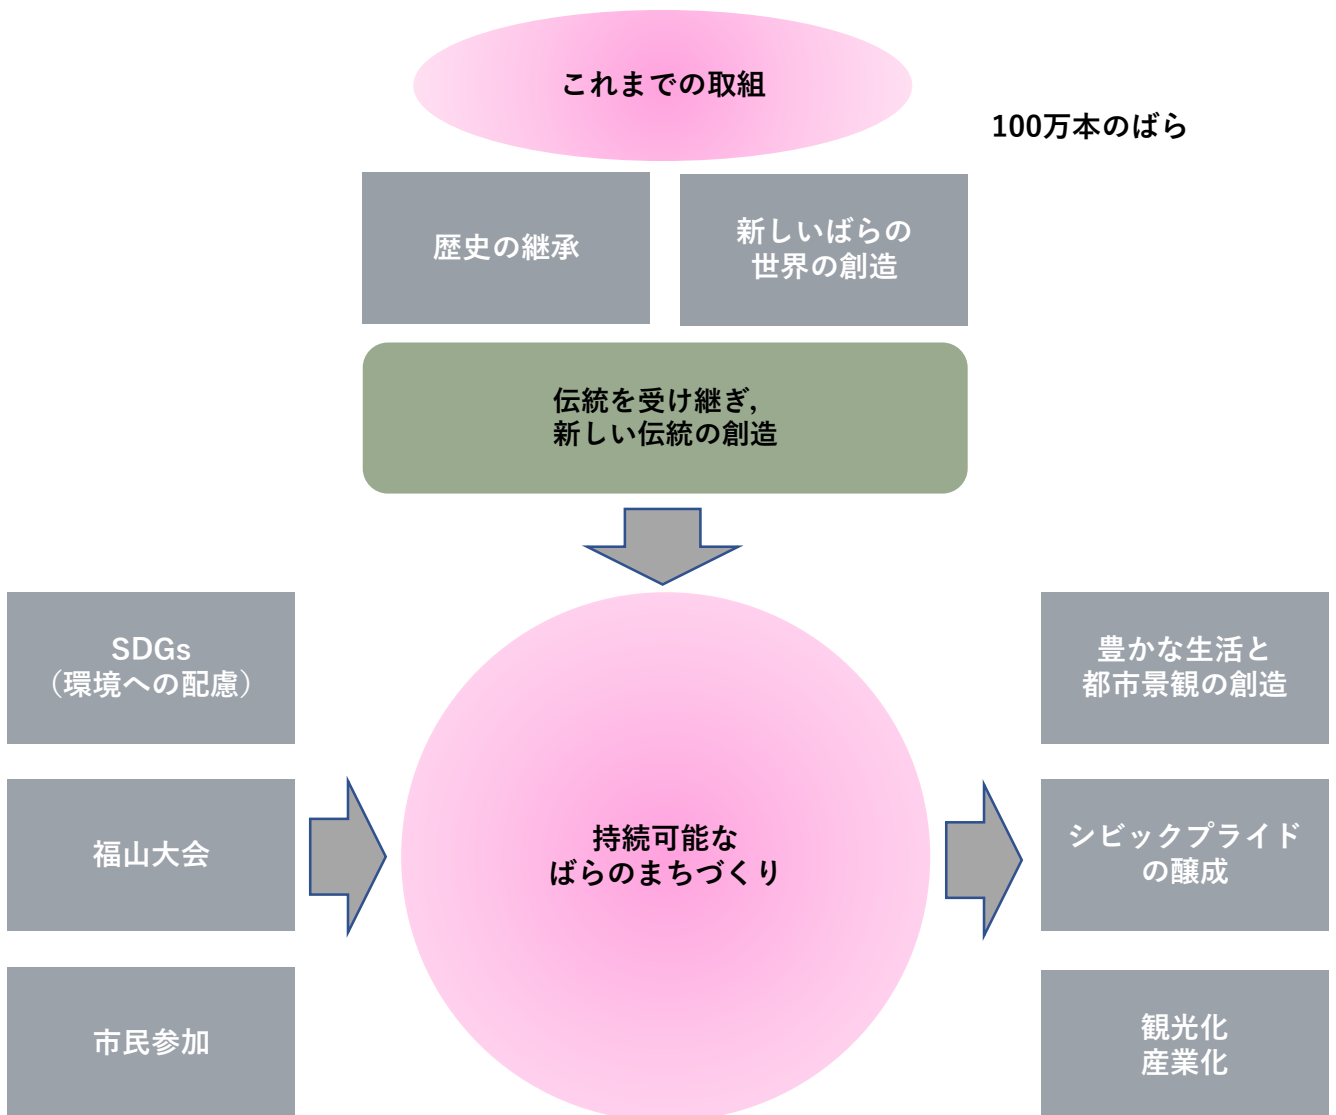 これまでの取組
100万本のばら
歴史の継承
新しいばらの
世界の創造
伝統を受け継ぎ,
新しい伝統の創造
SDGs
（環境への配慮）
福山大会
市民参加
持続可能な
ばらのまちづくり
豊かな生活と
都市景観の創造
シビックプライド
の醸成
観光化
産業化